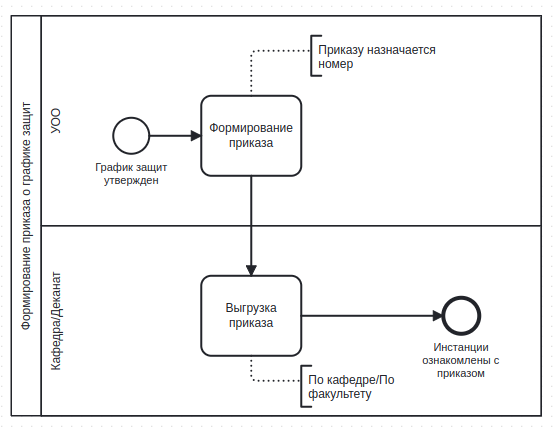 Формирование приказа о графике защит
УОО
Приказу назначается
номер
Формирование
приказа
График защит
утвержден
Кафедра/Деканат
Выгрузка
приказа
Инстанции
ознакомлены с
приказом
По кафедре/По
факультету